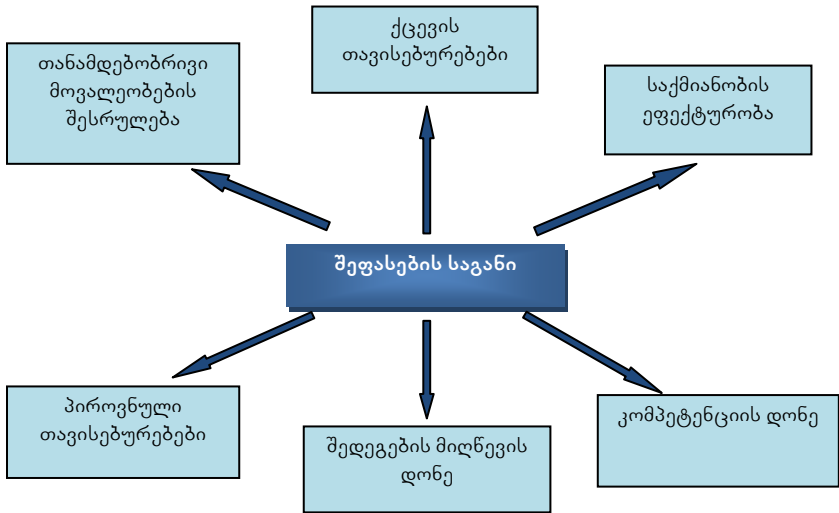 ქცევის
თავისებურებები
თანამდებობრივი
მოვალეობების
შესრულება
საქმიანობის
ეფექტურობა
შეფასების საგანი
პიროვნული
თავისებურებები
შედეგების მიღწევის
დონე
კომპეტენციის დონე